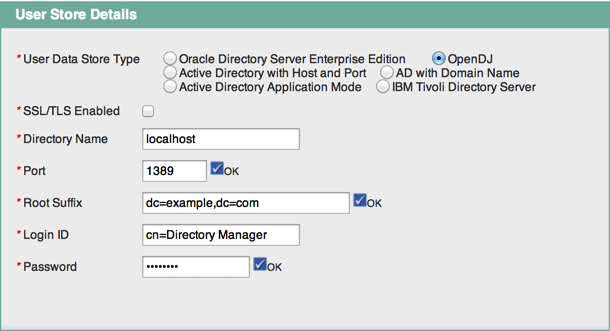 User Store Details
* User Data Store Type Oracle Directory Server Enterprise Edition OpenDJ
Active Directory with Host and Port AD with Domain Name
Active Directory Application Mode IBM Tivoli Directory Server
* SSL/TLS Enabled
* Directory Name localhost
* Port 1389 OK
* Root Suffix dc=example,dc=com OK
* Login ID cn=Directory Manager
* Password •••••••• OK